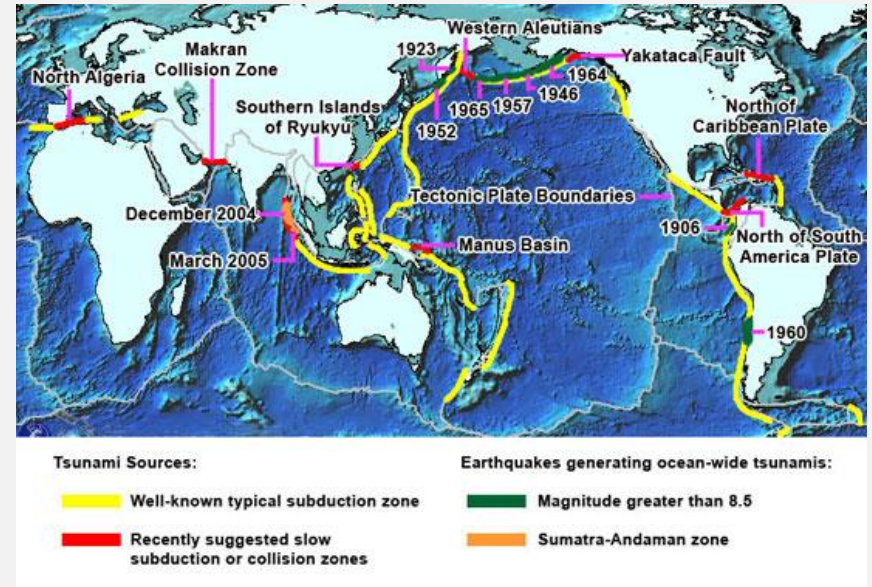 Western Aleutians
Makran
Collision Zone
1923
Yakataca Fault
North Algeria
1964
1946
1957
1965
Southern Islands
of Ryukyu
1952
North of
Caribbean Plate
Tectonic Plate Boundaries
December 2004
1906
North of South
America Plate
Manus Basin
March 2005
1960
Tsunami Sources:
Well-known typical subduction zone
Recently suggested slow
subduction or collision zones
Earthquakes generating ocean-wide tsunamis:
Magnitude greater than 8.5
Sumatra-Andaman zone